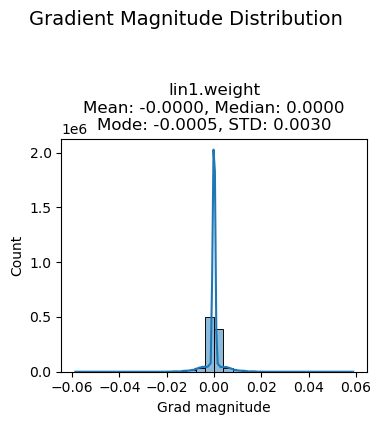 Gradient Magnitude Distribution
lin1.weight
Mean: -0.0000, Median: 0.0000
Mode: -0.0005, STD: 0.0030
1e6
2.0
1.5
1.0
0.5
0.0
Count
−0.06 −0.04 −0.02 0.00 0.02 0.04 0.06
Grad magnitude